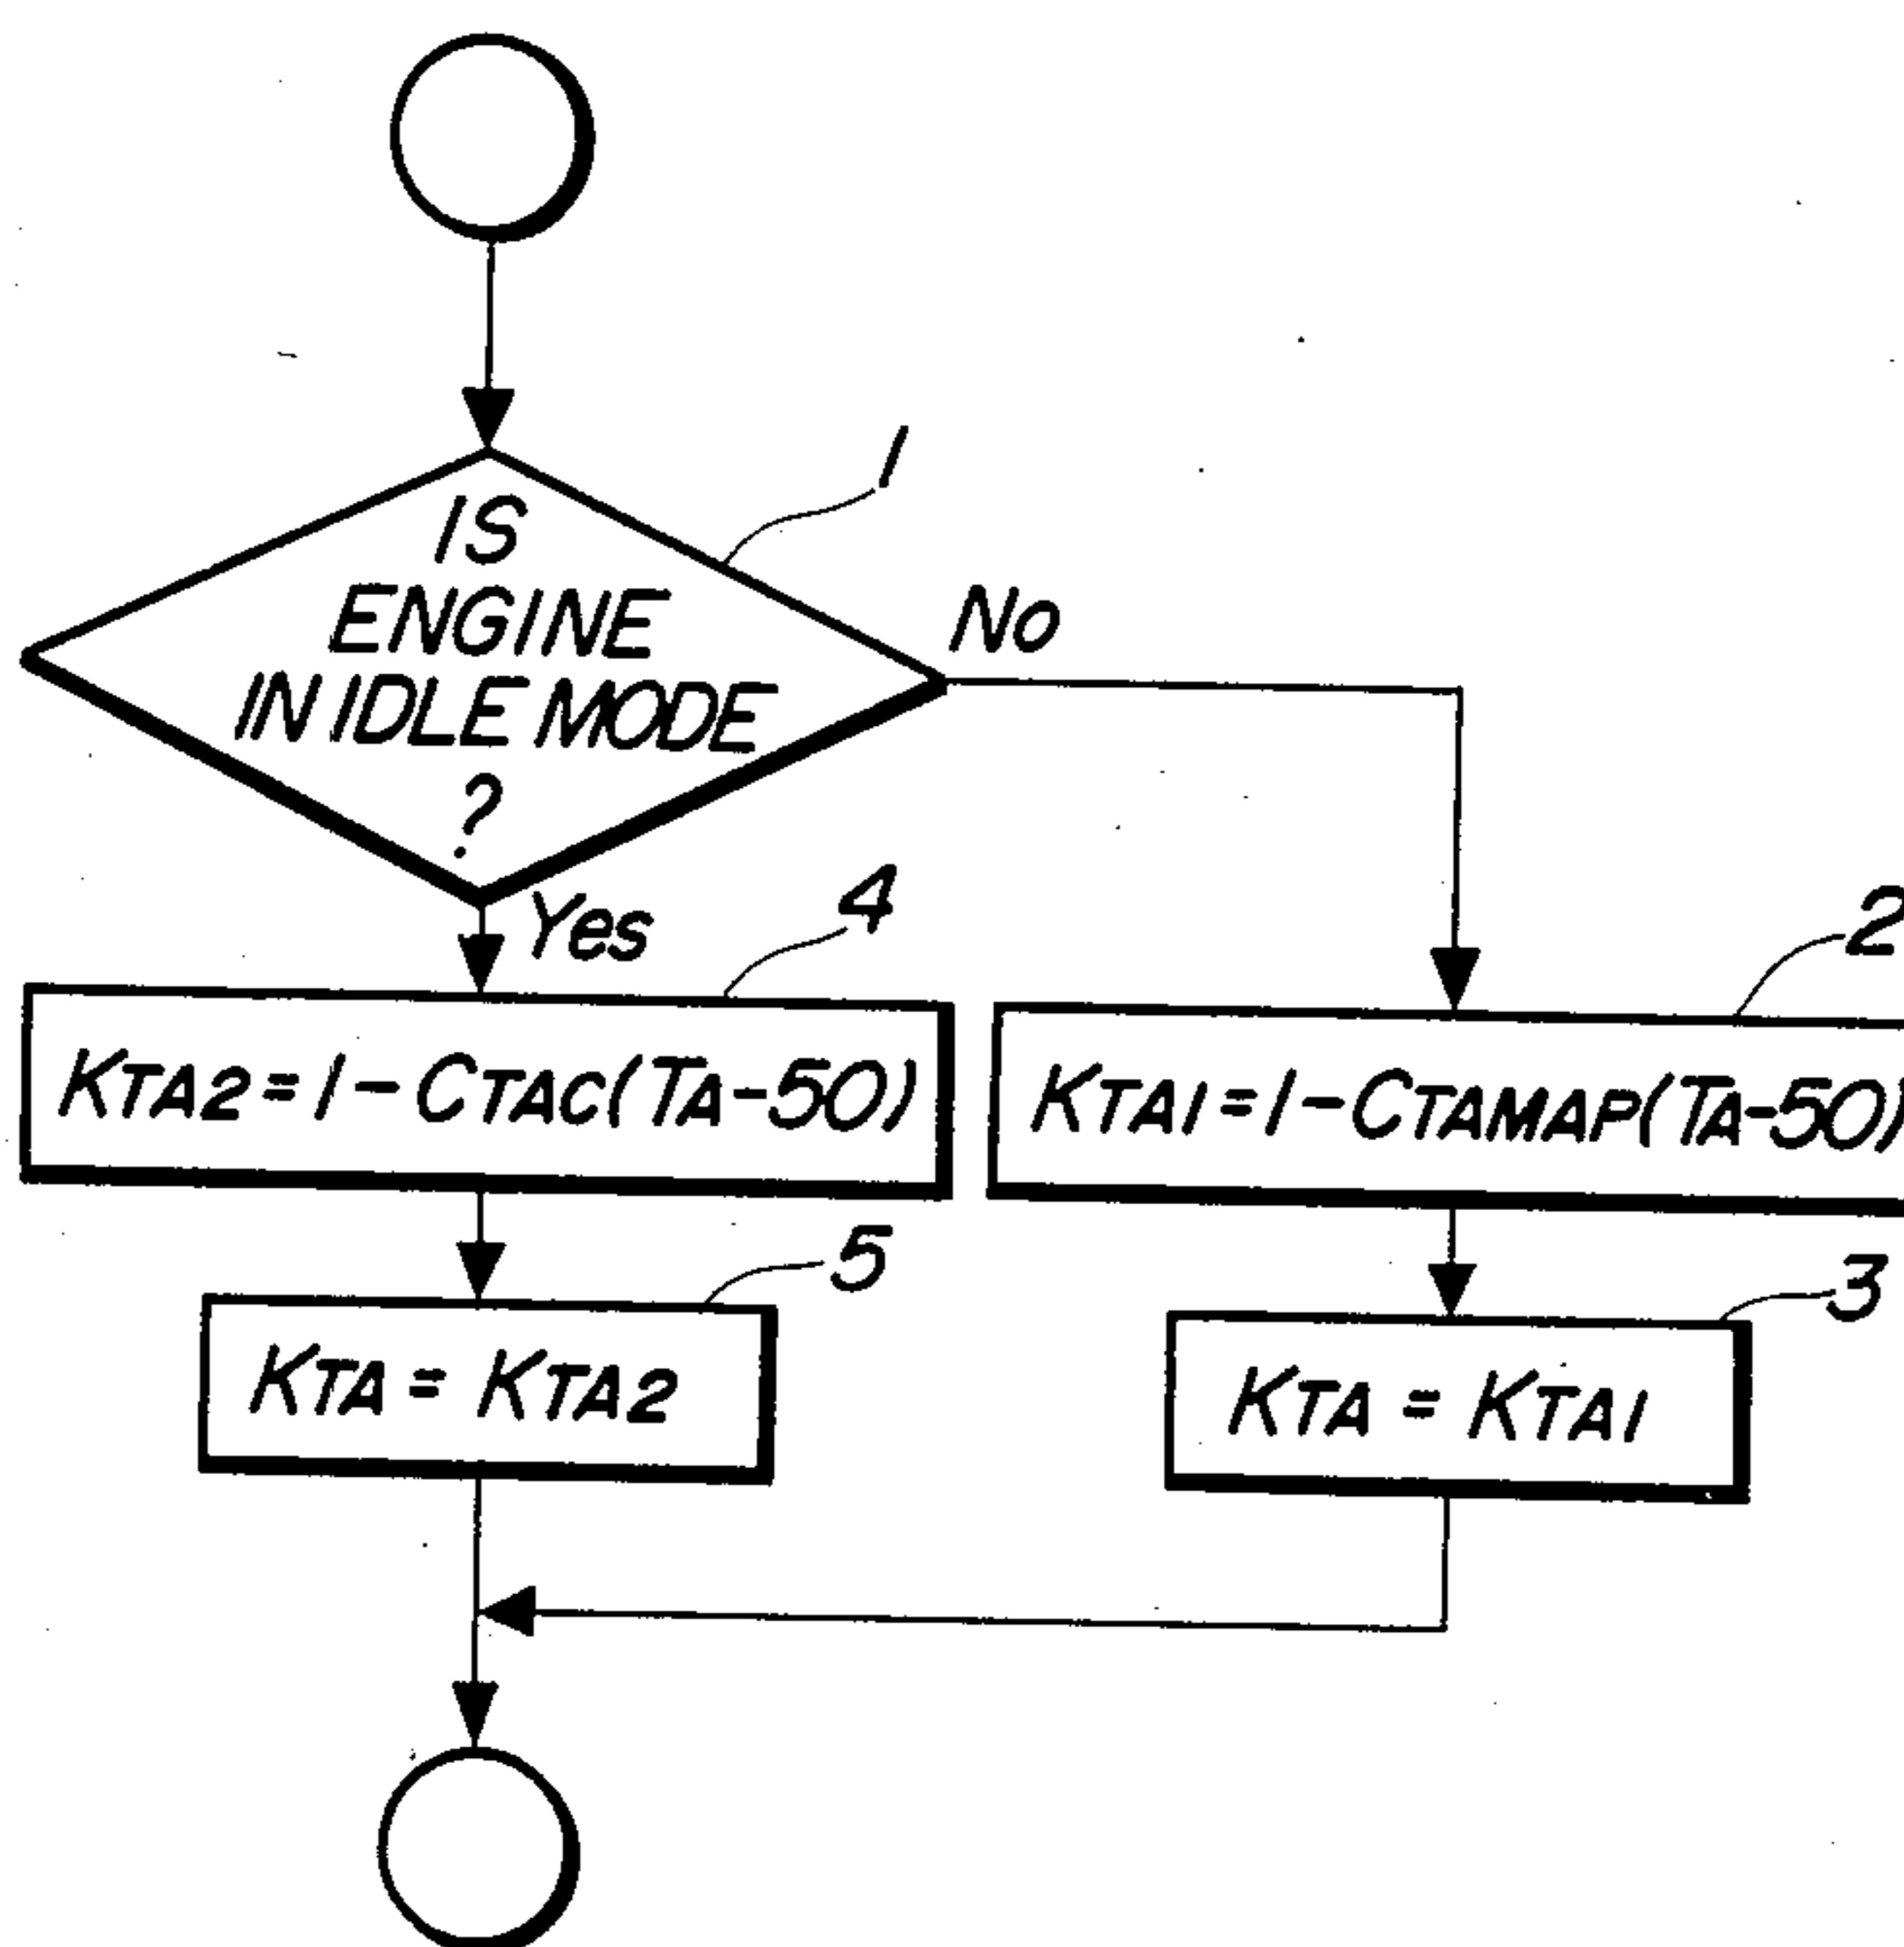 1
IS
ENGINE
IN IDLE MODE
?
No
Yes
4
KTA2=1-CTAC(TA-50)
2
KTA1=1-CTAMAP(TA-50)
5
KTA = KTA2
3
KTA = KTA1